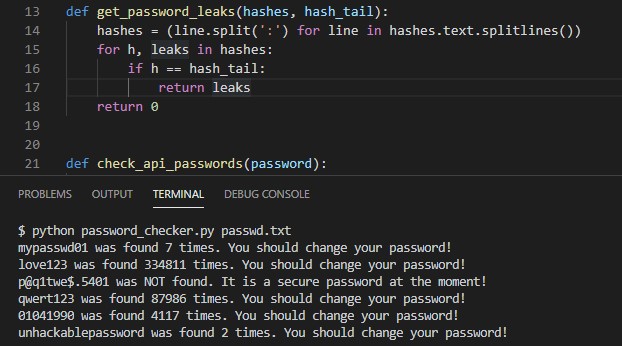 13 def get_password_leaks(hashes, hash_tail):
14     hashes = (line.split(':') for line in hashes.text.splitlines())
15     for h, leaks in hashes:
16         if h == hash_tail:
17             return leaks
18     return 0
19
20
21 def check_api_passwords(password):
PROBLEMS OUTPUT TERMINAL DEBUG CONSOLE
$ python password_checker.py passwd.txt
mypasswd01 was found 7 times. You should change your password!
love123 was found 334811 times. You should change your password!
p@q1twe$.5401 was NOT found. It is a secure password at the moment!
qwert123 was found 87986 times. You should change your password!
01041990 was found 4117 times. You should change your password!
unhackablepassword was found 2 times. You should change your password!